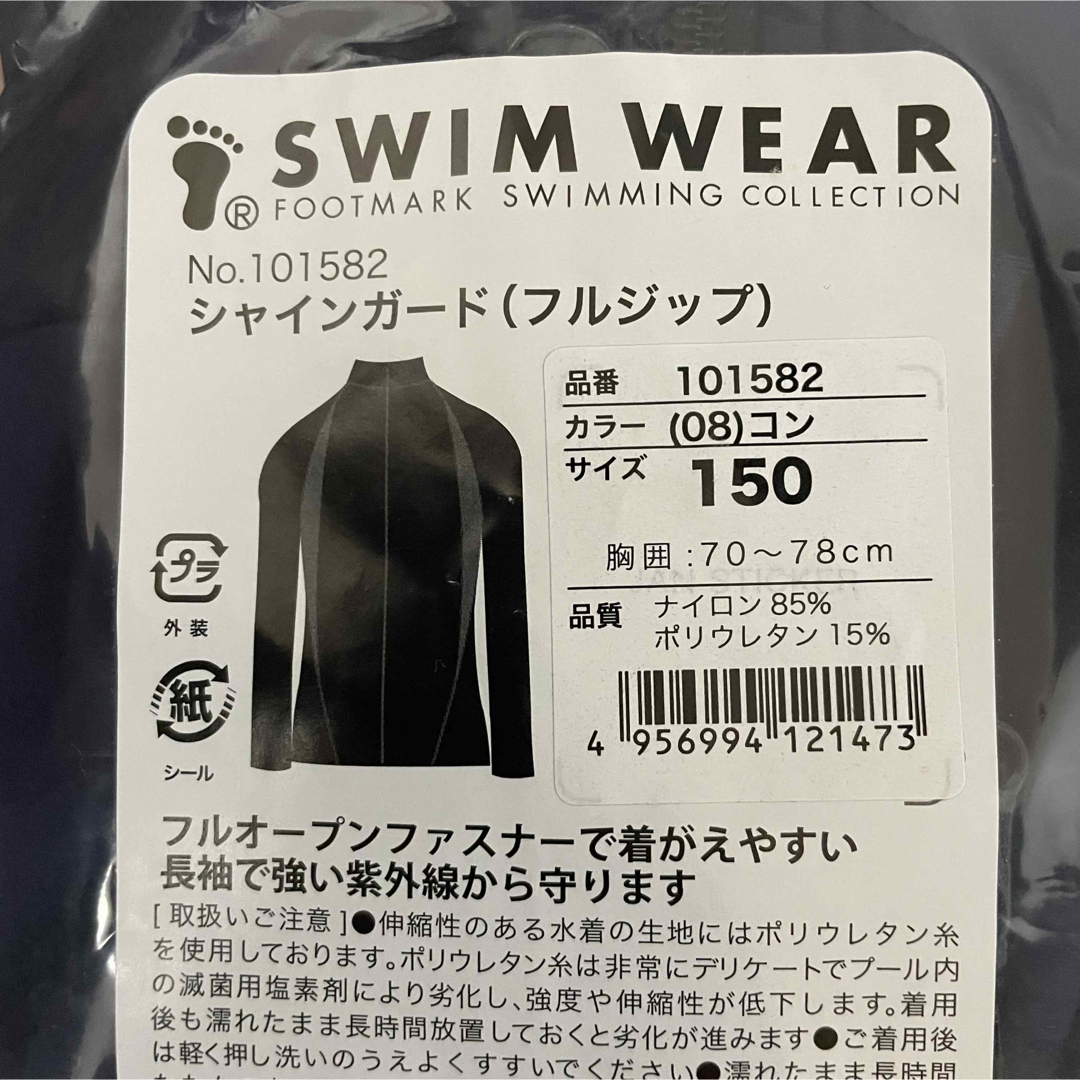 SWIM WEAR
® FOOTMARK SWIMMING COLLECTION
No.101582
シャインガード(フルジップ)
品番 101582
カラー (08)コン
サイズ 150
胸囲:70〜78cm
品質 ナイロン 85%
ポリウレタン 15%
4 956994 121473
プラ
外装
紙
シール
フルオープンファスナーで着がえやすい
長袖で強い紫外線から守ります
[取扱いご注意]●伸縮性のある水着の生地にはポリウレタン糸
を使用しております。ポリウレタン糸は非常にデリケートでプール内
の滅菌用塩素剤により劣化し、強度や伸縮性が低下します。着用
後も濡れたまま長時間放置しておくと劣化が進みます●ご着用後
は軽く押し洗いのうえよくすすいでください●濡れたまま長時間